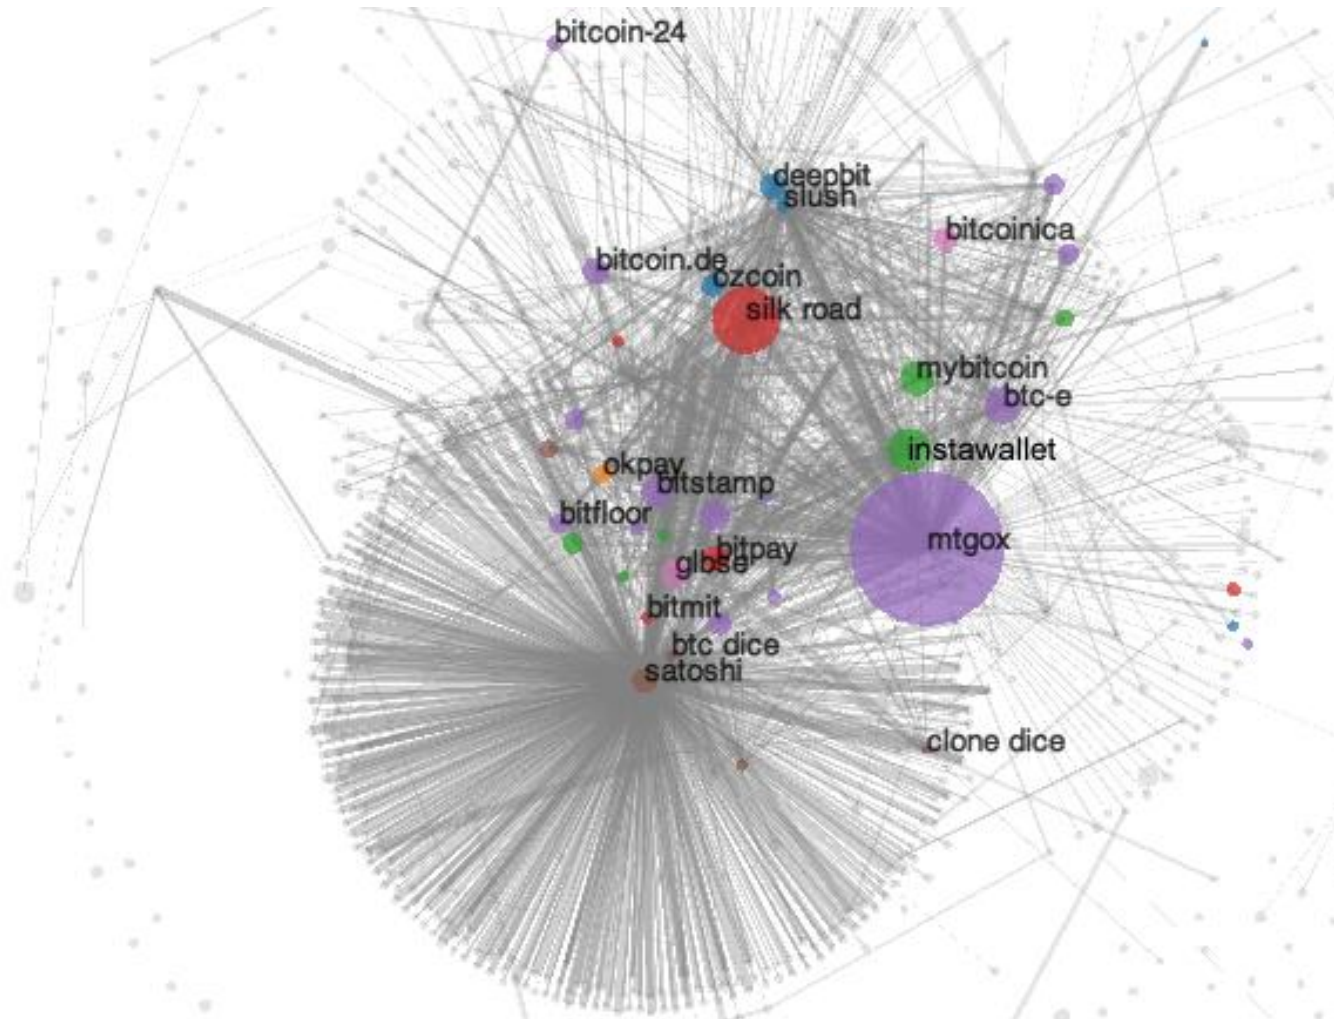 bitcoin-24
deepbit
slush
bitcoinica
bitcoin.de
ozcoin
silk road
mybitcoin
btc-e
instawallet
okpay
bitstamp
bitfloor
mtgox
bitpay
glbse
bitmit
btc dice
satoshi
clone dice